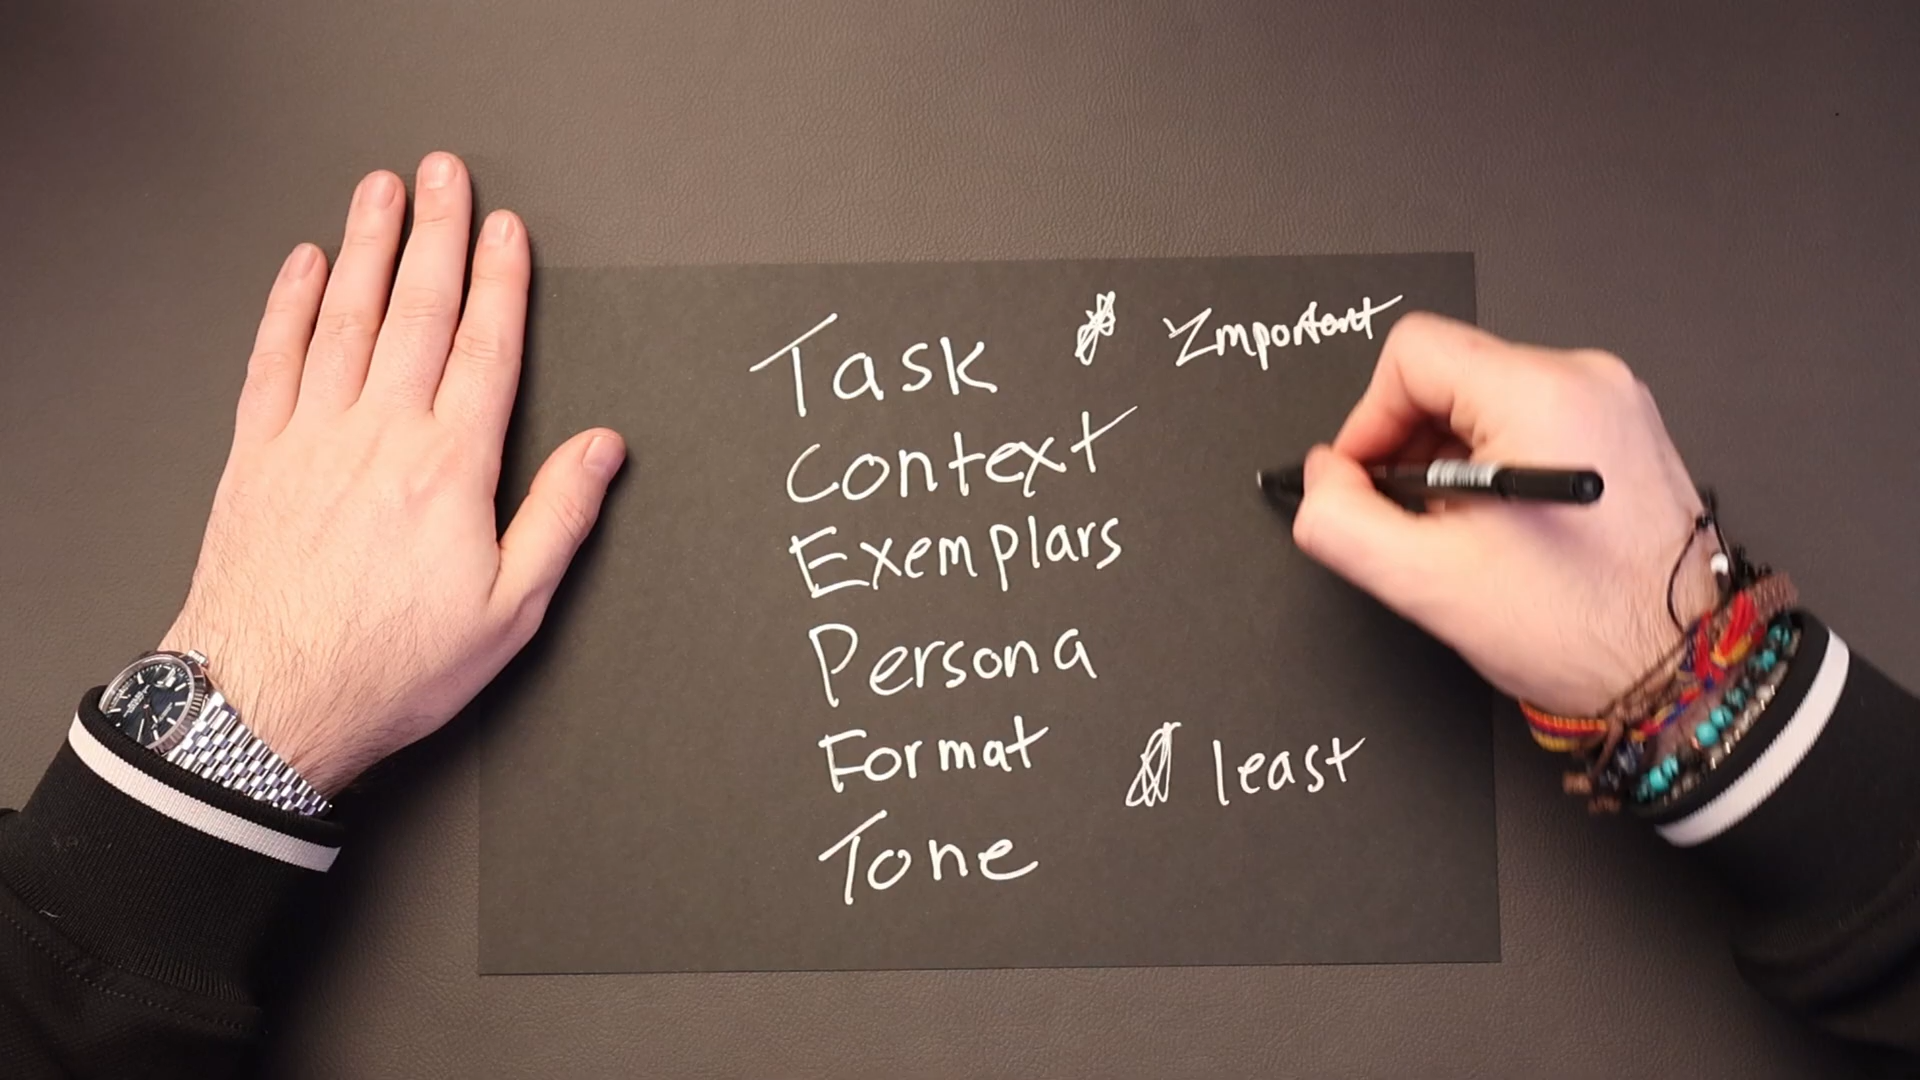 Task Important
Context
Exemplars
Persona
Format least
Tone